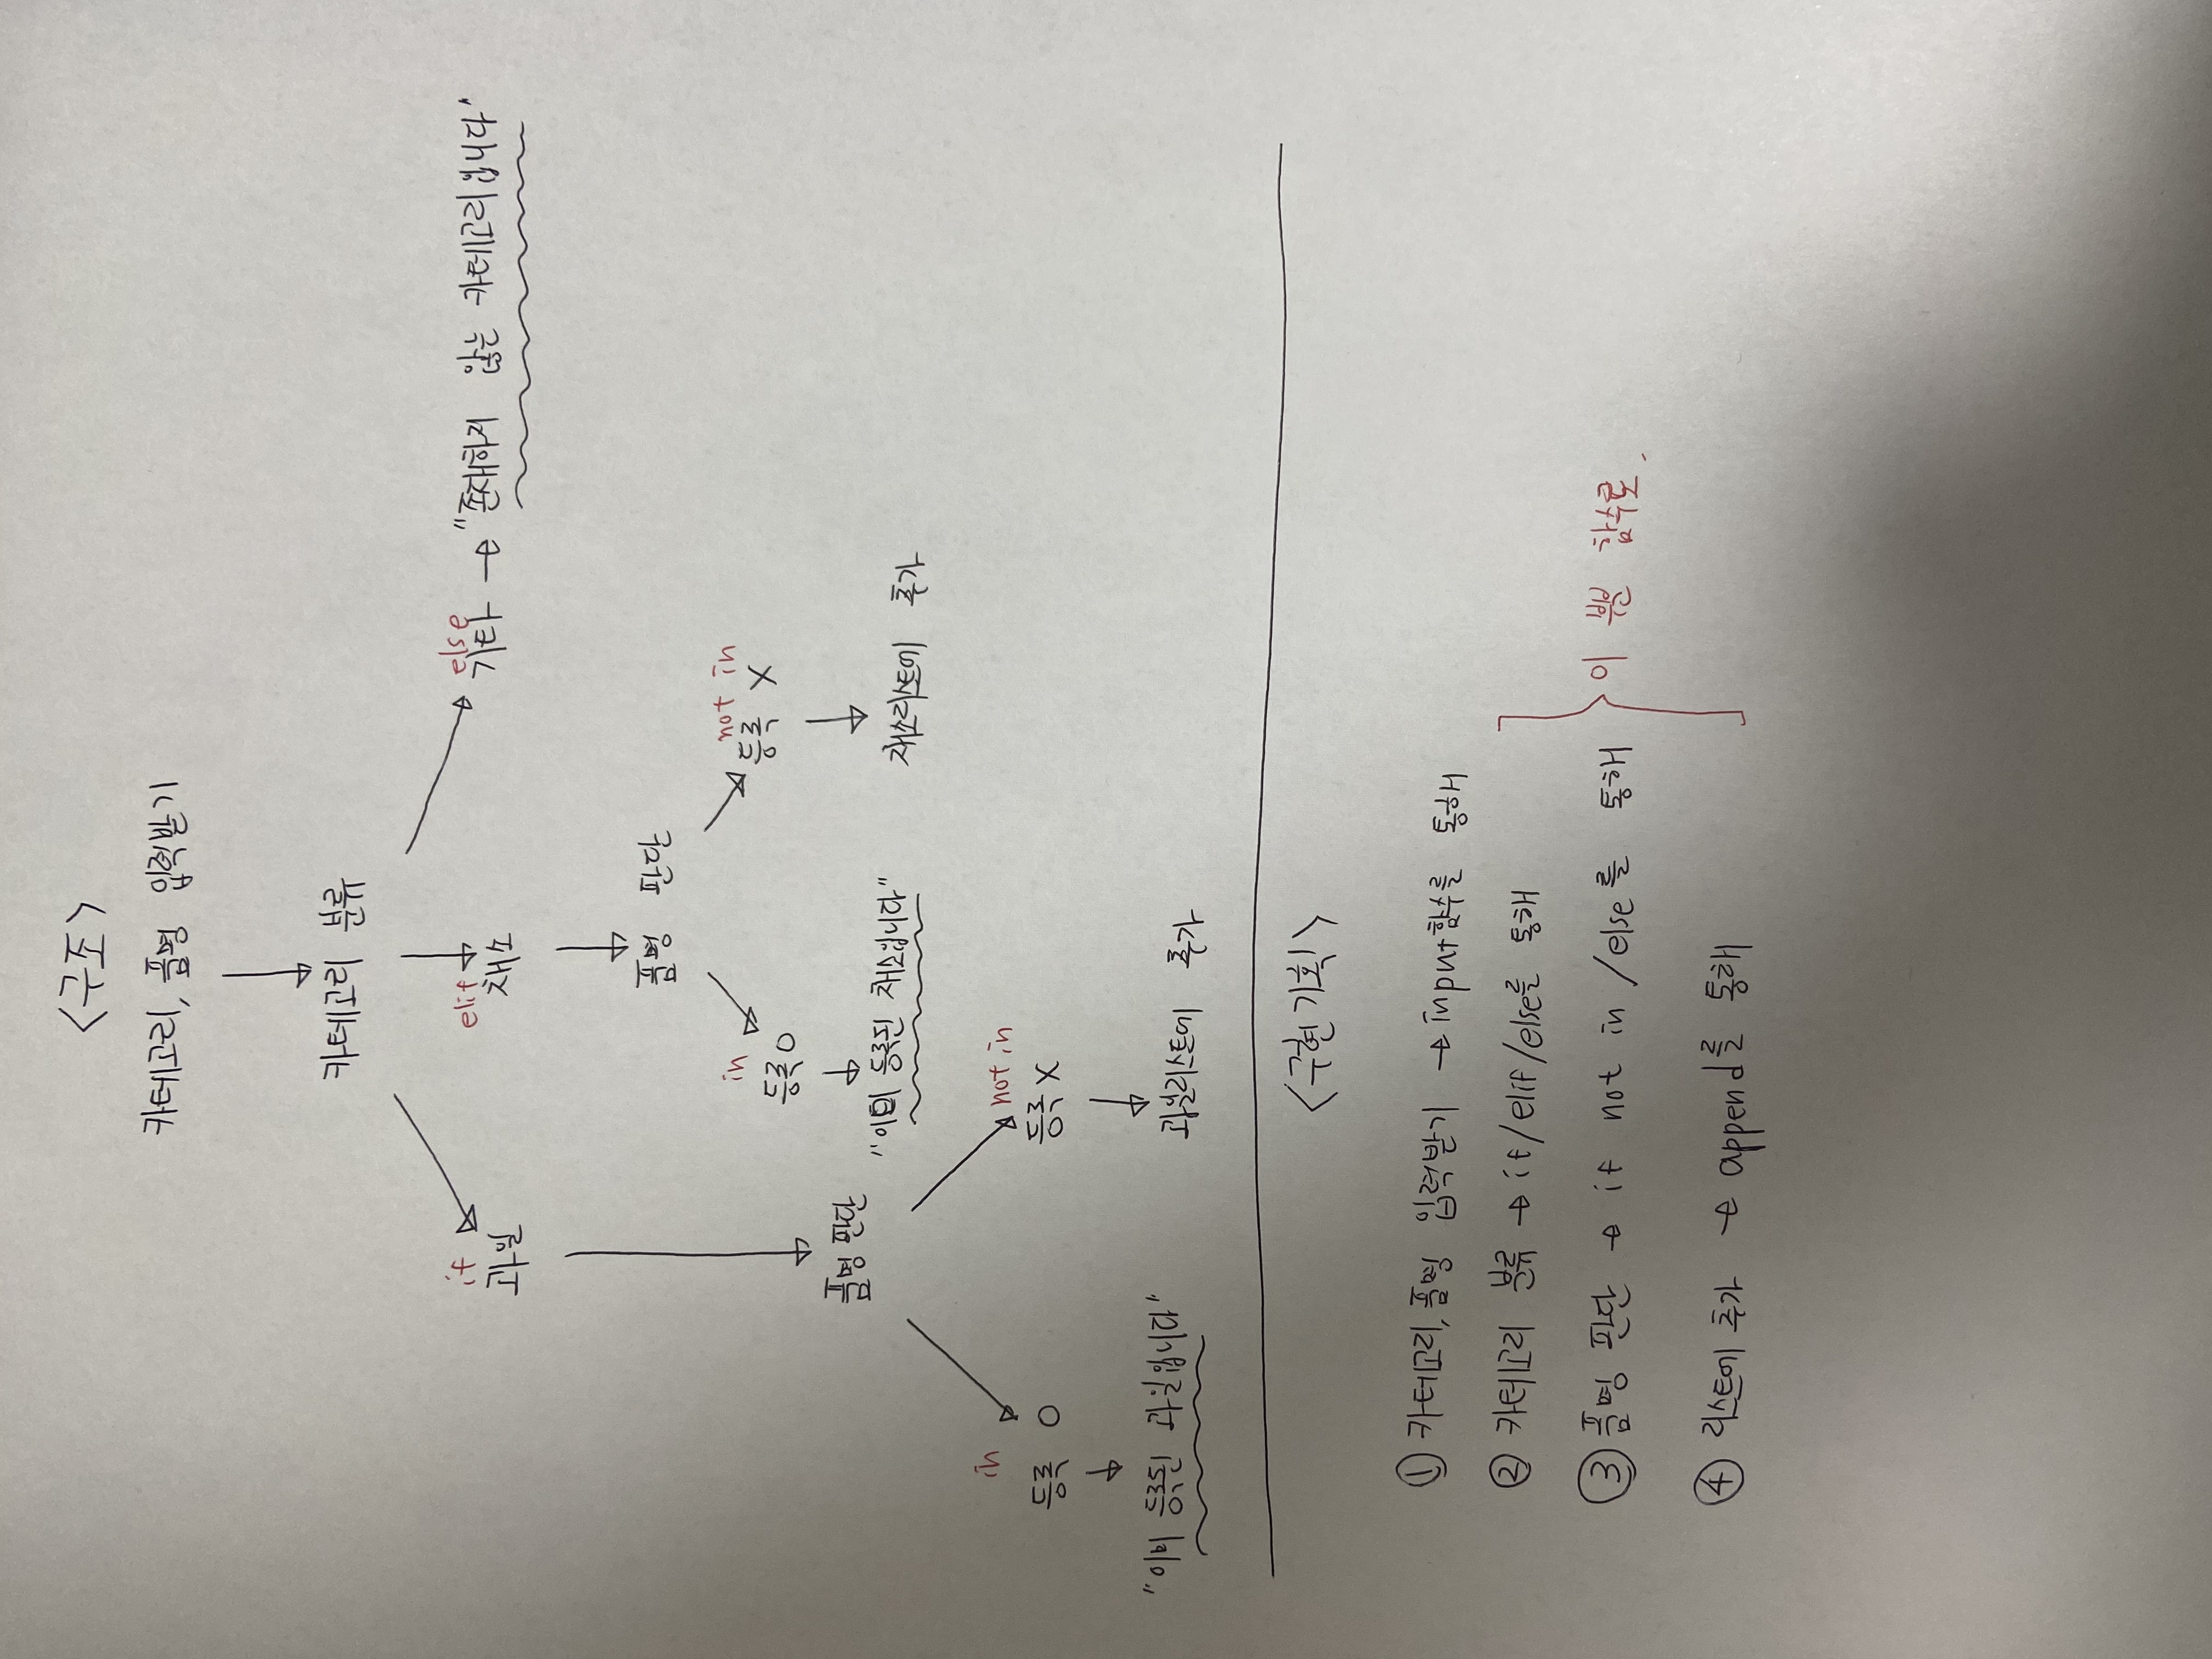 <구조>
카테고리, 품명 입력받기
카테고리 분류
if
과일
elif
채소
else
기타 → "존재하지 않는 카테고리입니다"
품명 판단
in
등록 O
not in
등록 X
"이미 등록된 채소입니다"
채소리스트에 추가
품명 판단
in
등록 O
not in
등록 X
"이미 등록된 과일입니다"
과일리스트에 추가
<구현 기획>
① 카테고리, 품명 입력받기 → input함수를 통해
② 카테고리 분류 → if/elif/else를 통해
③ 품명 판단 → if not in /else를 통해
이 부분 함수로.
④ 리스트에 추가 → append를 통해